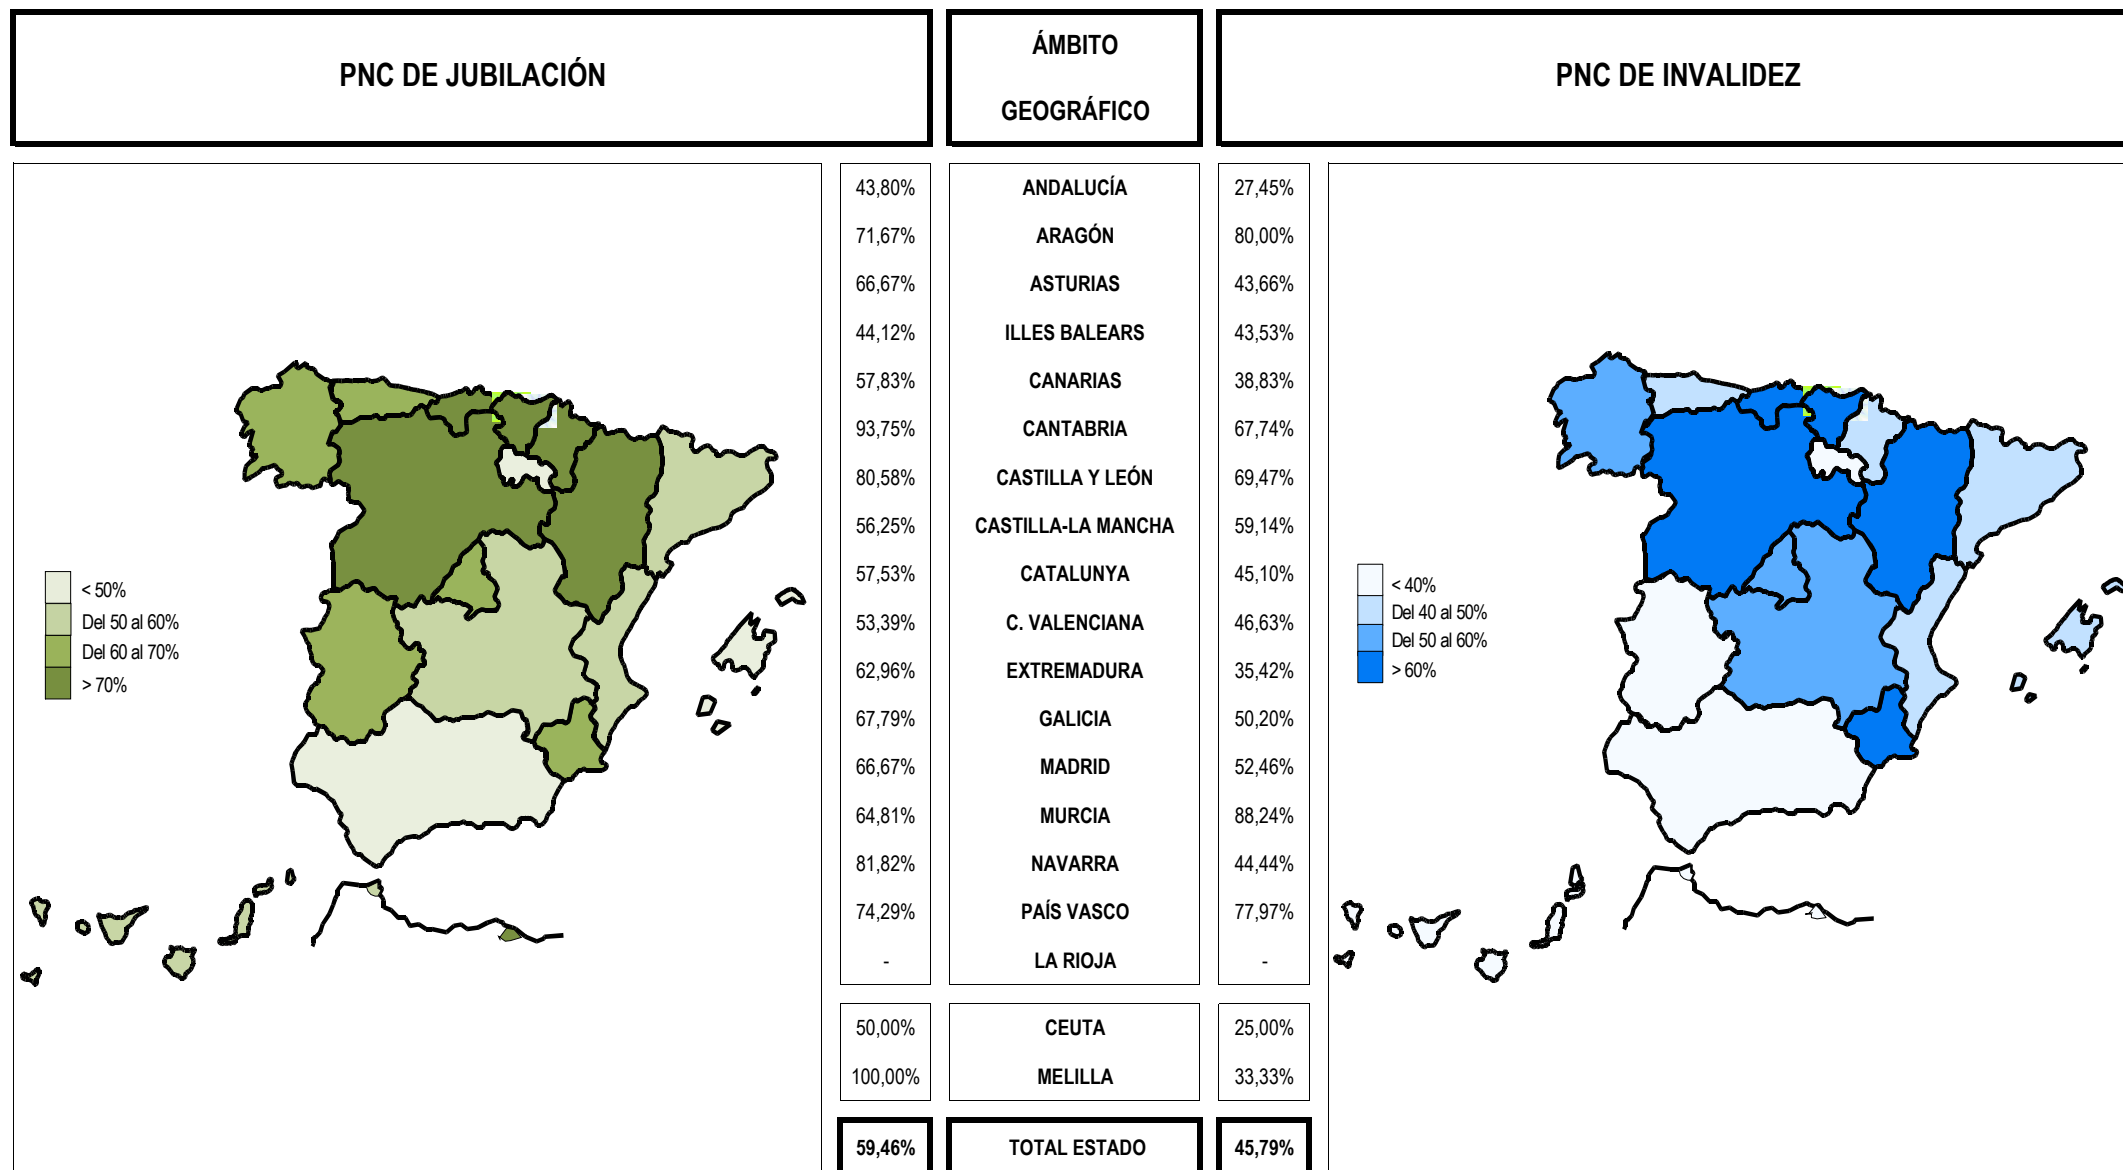 PNC DE JUBILACIÓN
ÁMBITO
GEOGRÁFICO
PNC DE INVALIDEZ
43,80% ANDALUCÍA 27,45%
71,67% ARAGÓN 80,00%
66,67% ASTURIAS 43,66%
44,12% ILLES BALEARS 43,53%
57,83% CANARIAS 38,83%
93,75% CANTABRIA 67,74%
80,58% CASTILLA Y LEÓN 69,47%
56,25% CASTILLA-LA MANCHA 59,14%
57,53% CATALUNYA 45,10%
53,39% C. VALENCIANA 46,63%
62,96% EXTREMADURA 35,42%
67,79% GALICIA 50,20%
66,67% MADRID 52,46%
64,81% MURCIA 88,24%
81,82% NAVARRA 44,44%
74,29% PAÍS VASCO 77,97%
- LA RIOJA -
50,00% CEUTA 25,00%
100,00% MELILLA 33,33%
59,46% TOTAL ESTADO 45,79%
< 50%
Del 50 al 60%
Del 60 al 70%
> 70%
< 40%
Del 40 al 50%
Del 50 al 60%
> 60%